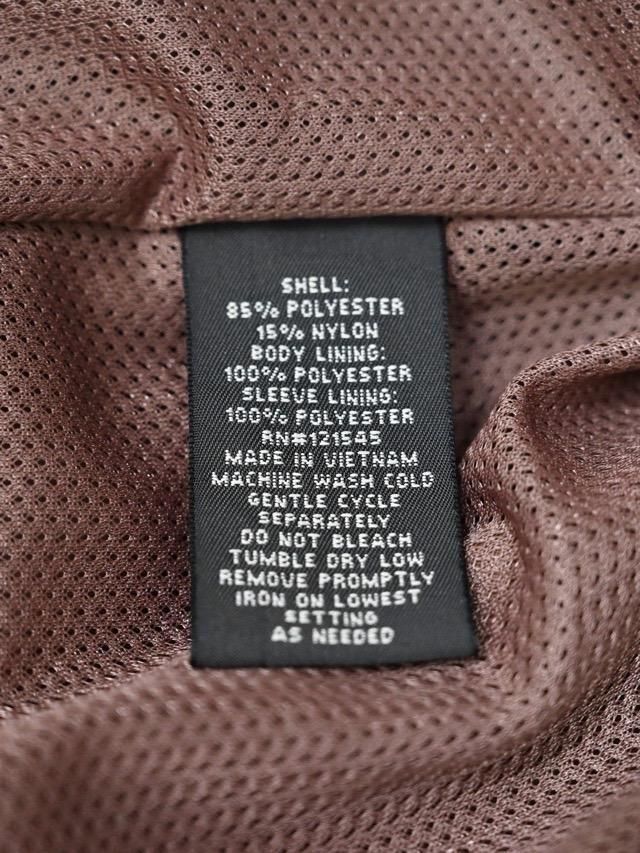 SHELL:
85% POLYESTER
15% NYLON
BODY LINING:
100% POLYESTER
SLEEVE LINING:
100% POLYESTER
RN#121545
MADE IN VIETNAM
MACHINE WASH COLD
GENTLE CYCLE
SEPARATELY
DO NOT BLEACH
TUMBLE DRY LOW
REMOVE PROMPTLY
IRON ON LOWEST
SETTING
AS NEEDED